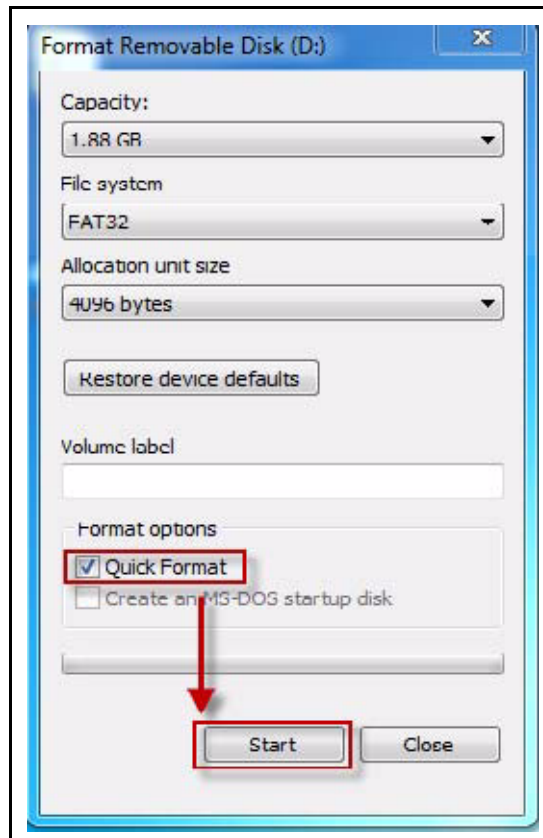 Format Removable Disk (D:)
Capacity:
1.88 GB
File system
FAT32
Allocation unit size
4096 bytes
Restore device defaults
Volume label
Format options
Quick Format
Create an MS-DOS startup disk
Start Close